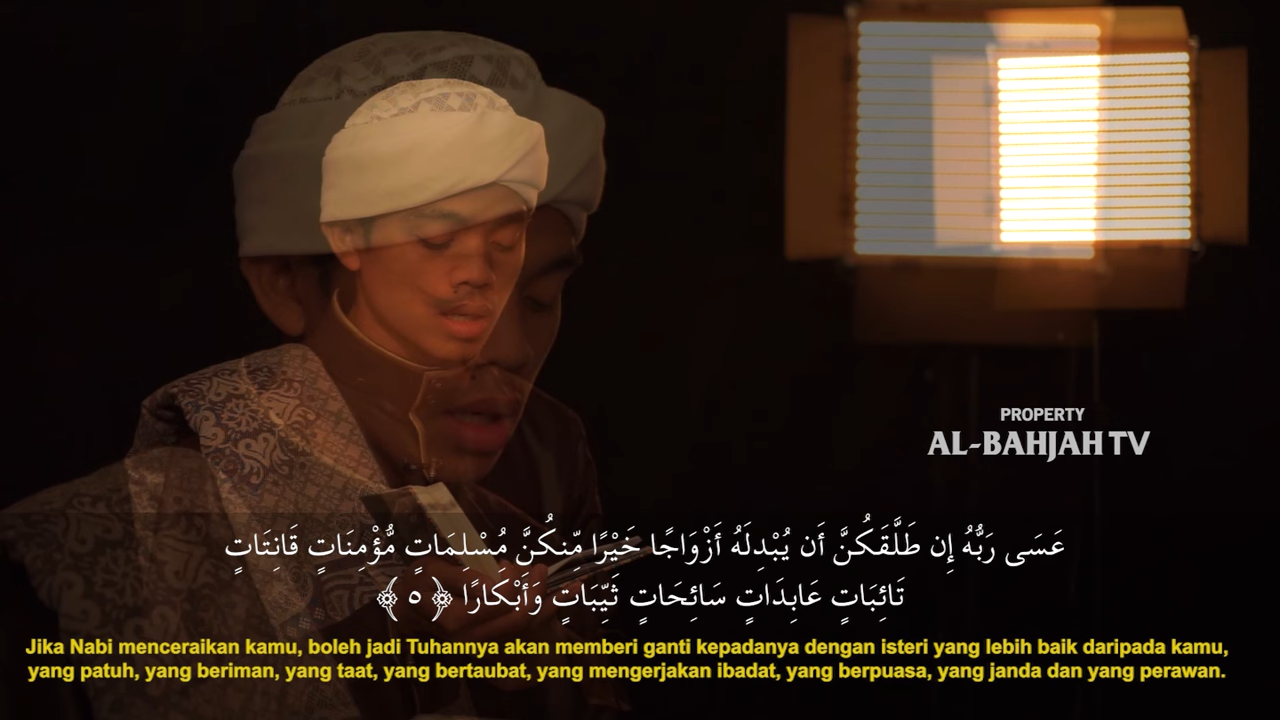 PROPERTY
AL-BAHJAH TV
عَسَى رَبُّهُ إِن طَلَّقَكُنَّ أَن يُبْدِلَهُ أَزْوَاجًا خَيْرًا مِّنكُنَّ مُسْلِمَاتٍ مُّؤْمِنَاتٍ قَانِتَاتٍ
تَائِبَاتٍ عَابِدَاتٍ سَائِحَاتٍ ثَيِّبَاتٍ وَأَبْكَارًا ﴿٥﴾
Jika Nabi menceraikan kamu, boleh jadi Tuhannya akan memberi ganti kepadanya dengan isteri yang lebih baik daripada kamu,
yang patuh, yang beriman, yang taat, yang bertaubat, yang mengerjakan ibadat, yang berpuasa, yang janda dan yang perawan.